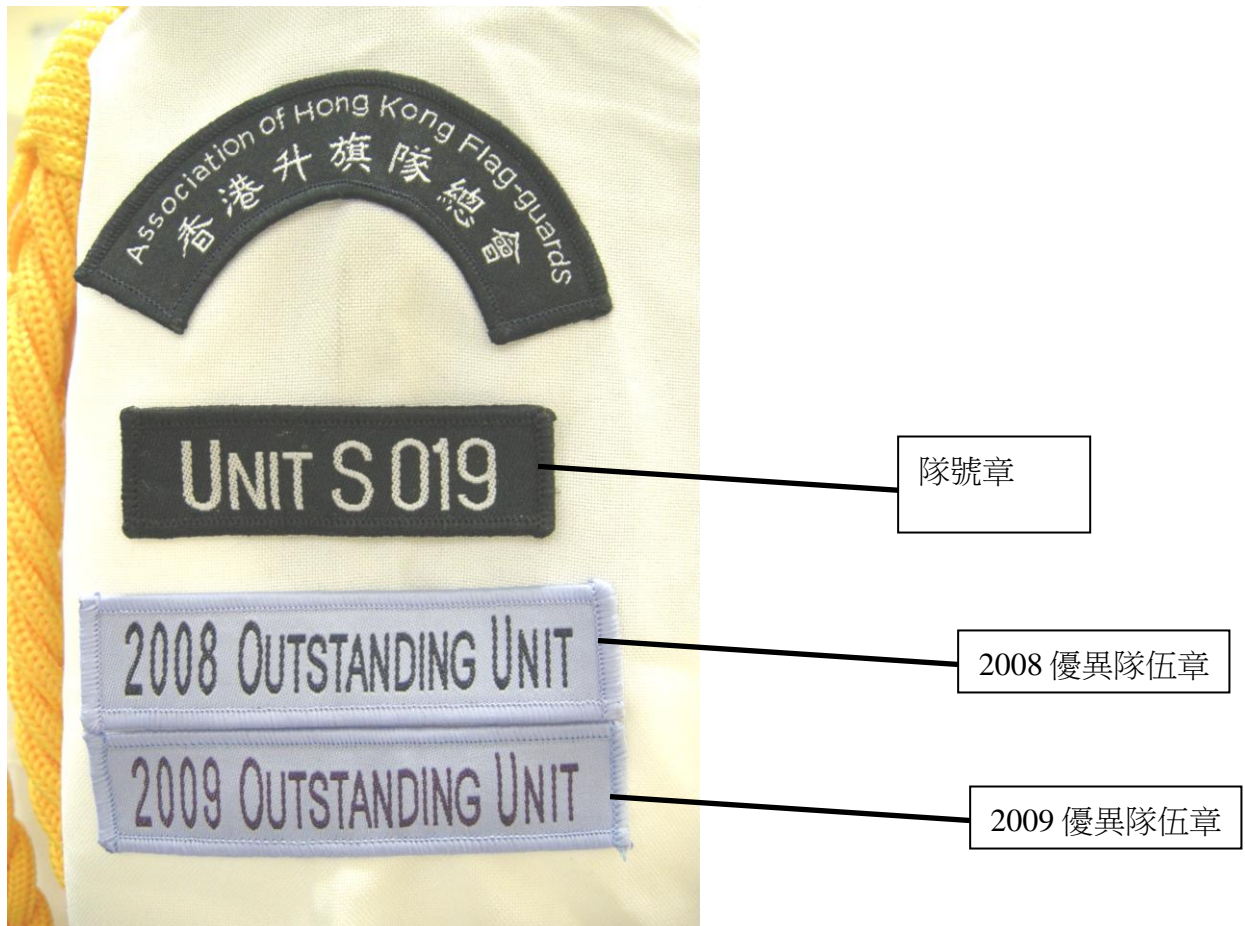 Association of Hong Kong Flag-guards
香港升旗隊總會
UNIT S 019
隊號章
2008 OUTSTANDING UNIT
2008 優異隊伍章
2009 OUTSTANDING UNIT
2009 優異隊伍章